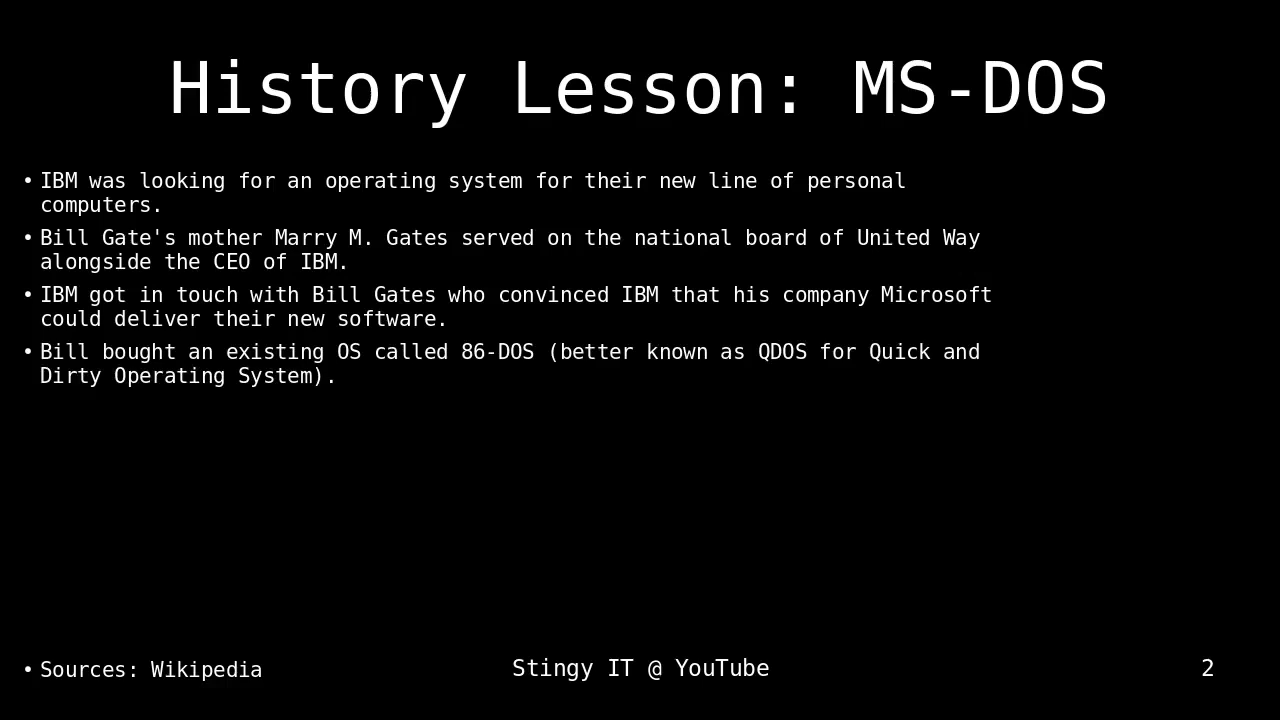 History Lesson: MS-DOS
• IBM was looking for an operating system for their new line of personal
computers.
• Bill Gate's mother Marry M. Gates served on the national board of United Way
alongside the CEO of IBM.
• IBM got in touch with Bill Gates who convinced IBM that his company Microsoft
could deliver their new software.
• Bill bought an existing OS called 86-DOS (better known as QDOS for Quick and
Dirty Operating System).
• Sources: Wikipedia
Stingy IT @ YouTube
2